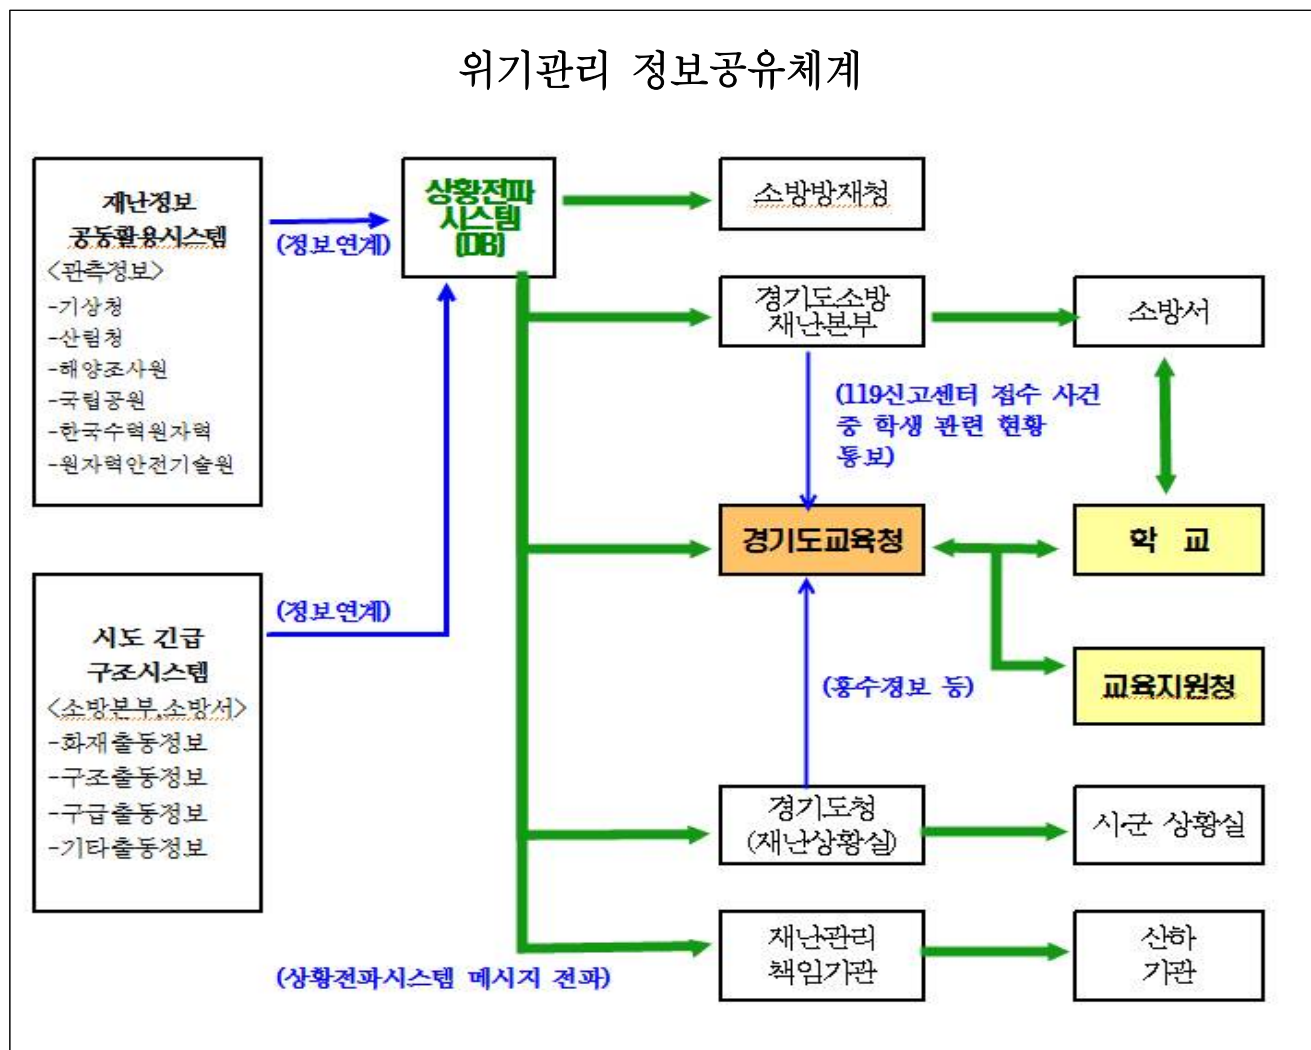 위기관리 정보공유체계
재난정보
공동활용시스템
<관측정보>
-기상청
-산림청
-해양조사원
-국립공원
-한국수력원자력
-원자력안전기술원
시도 긴급
구조시스템
<소방본부,소방서>
-화재출동정보
-구조출동정보
-구급출동정보
-기타출동정보
(정보연계)
(정보연계)
상황전파
시스템
(DB)
(상황전파시스템 메시지 전파)
소방방재청
경기도소방
재난본부
소방서
(119신고센터 접수 사건
중 학생 관련 현황
통보)
경기도교육청
학 교
교육지원청
(홍수정보 등)
경기도청
(재난상황실)
시·군 상황실
재난관리
책임기관
산하
기관